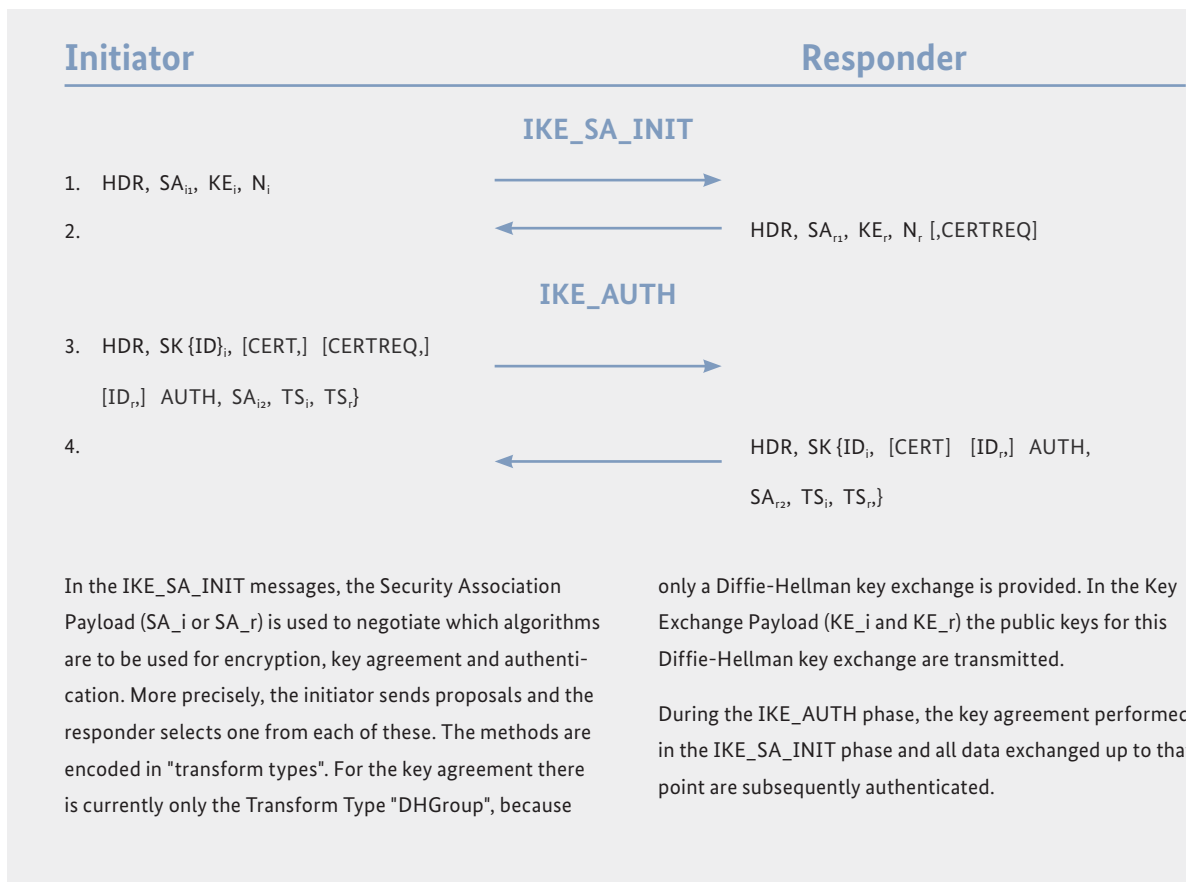 Initiator Responder
IKE_SA_INIT
1. HDR, SAi1, KEi, Ni
2. HDR, SAr1, KEr, Nr [,CERTREQ]
IKE_AUTH
3. HDR, SK {ID}i, [CERT,] [CERTREQ,]
[IDr,] AUTH, SAi2, TSi, TSr}
4. HDR, SK {IDi, [CERT] [IDr,] AUTH,
SAr2, TSi, TSr,}
In the IKE_SA_INIT messages, the Security Association
Payload (SA_i or SA_r) is used to negotiate which algorithms
are to be used for encryption, key agreement and authenti-
cation. More precisely, the initiator sends proposals and the
responder selects one from each of these. The methods are
encoded in "transform types". For the key agreement there
is currently only the Transform Type "DHGroup", because
only a Diffie-Hellman key exchange is provided. In the Key
Exchange Payload (KE_i and KE_r) the public keys for this
Diffie-Hellman key exchange are transmitted.
During the IKE_AUTH phase, the key agreement performed
in the IKE_SA_INIT phase and all data exchanged up to tha
point are subsequently authenticated.